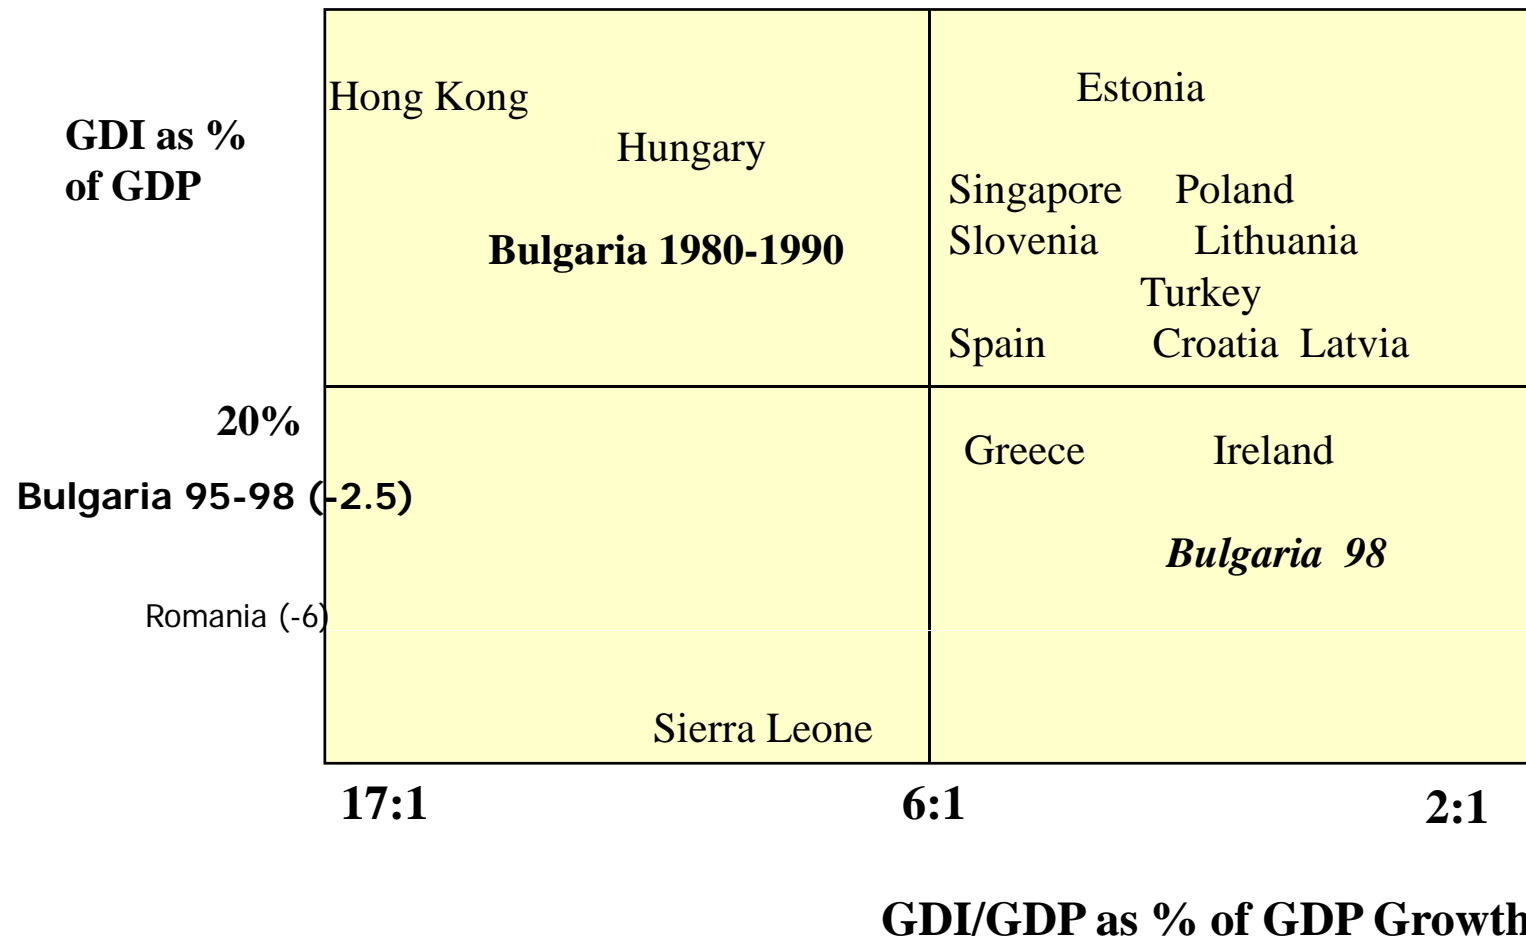 Estonia
Hong Kong
GDI as %
of GDP
Hungary
Singapore Poland
Bulgaria 1980-1990
Slovenia Lithuania
Turkey
Spain Croatia Latvia
20%
Greece Ireland
Bulgaria 95-98 (-2.5)
Bulgaria 98
Romania (-6)
Sierra Leone
17:1 6:1 2:1
GDI/GDP as % of GDP Growth